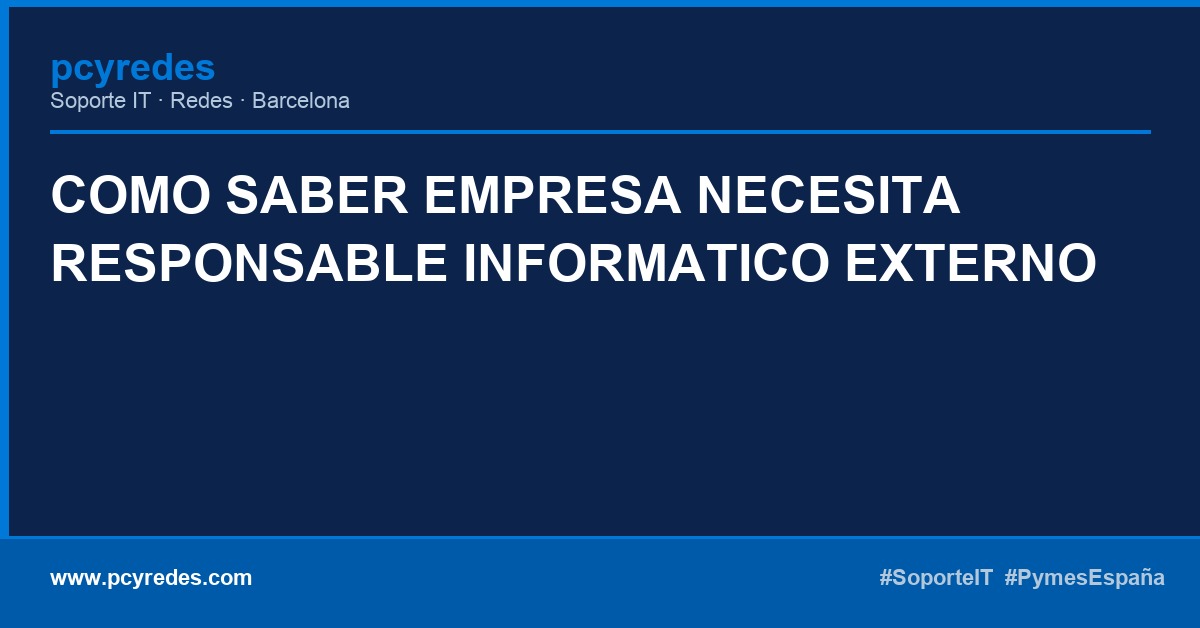 pcyredes
Soporte IT · Redes · Barcelona
COMO SABER EMPRESA NECESITA
RESPONSABLE INFORMATICO EXTERNO
www.pcyredes.com
#SoporteIT #PymesEspaña